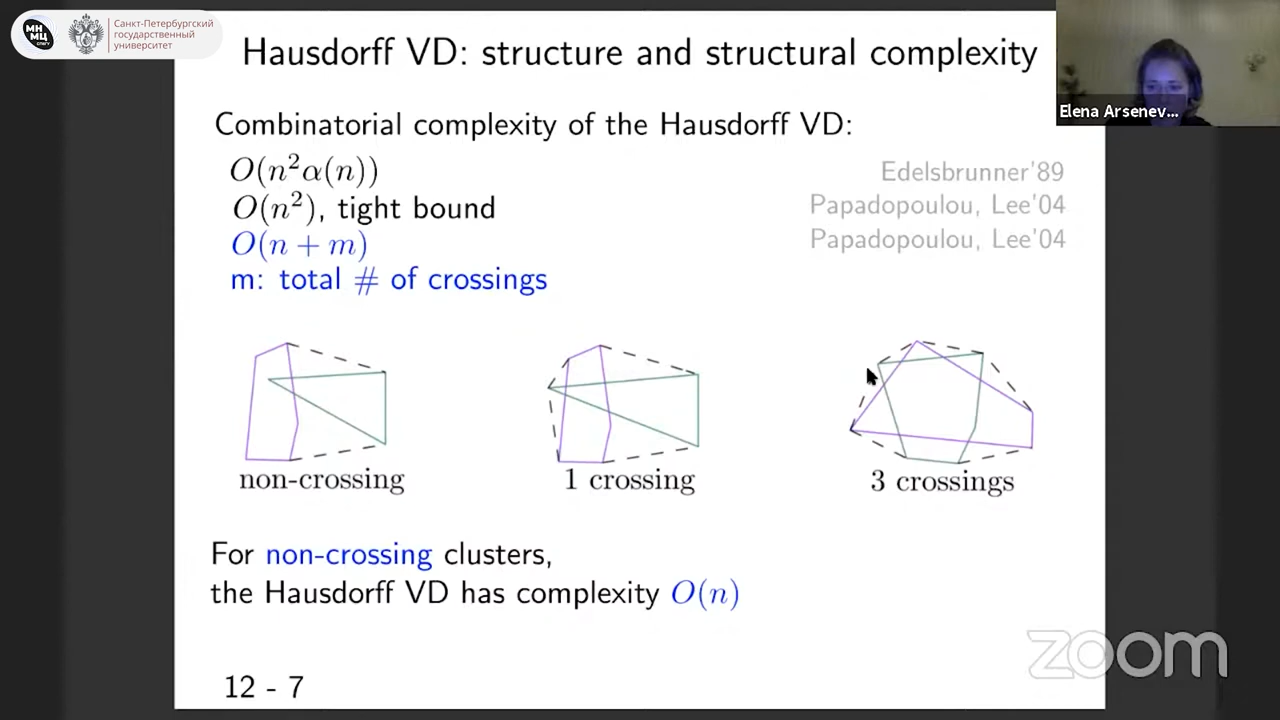 МН
МЦ
СПбГУ
Санкт-Петербургский
государственный
университет
Hausdorff VD: structure and structural complexity
Elena Arsenev...
Combinatorial complexity of the Hausdorff VD:
O(n²α(n)) Edelsbrunner'89
O(n²), tight bound Papadopoulou, Lee'04
O(n + m) Papadopoulou, Lee'04
m: total # of crossings
non-crossing 1 crossing 3 crossings
For non-crossing clusters,
the Hausdorff VD has complexity O(n)
zoom
12 - 7